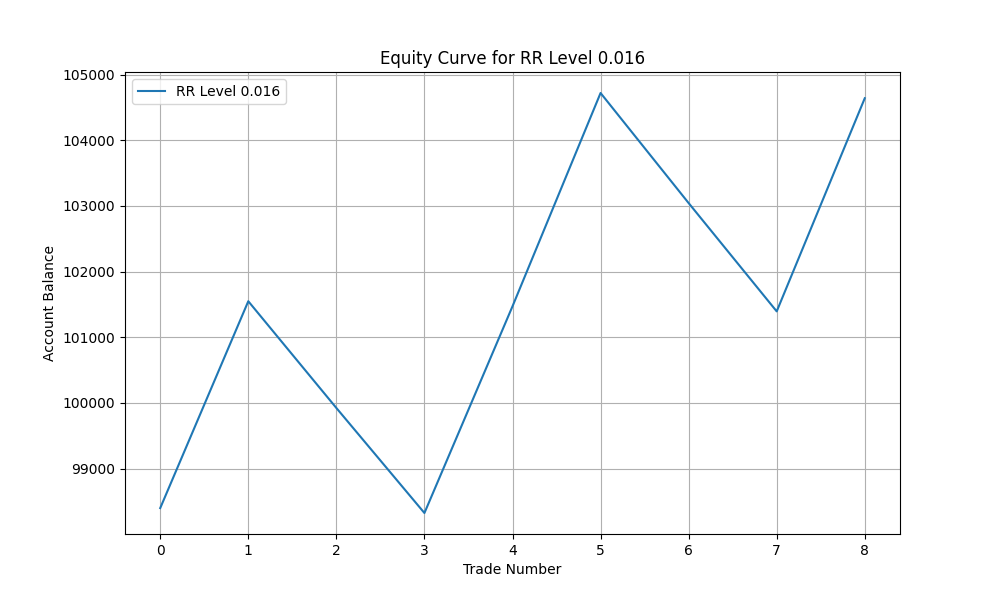 Equity Curve for RR Level 0.016
RR Level 0.016
105000
104000
103000
102000
101000
100000
99000
Account Balance
0 1 2 3 4 5 6 7 8
Trade Number